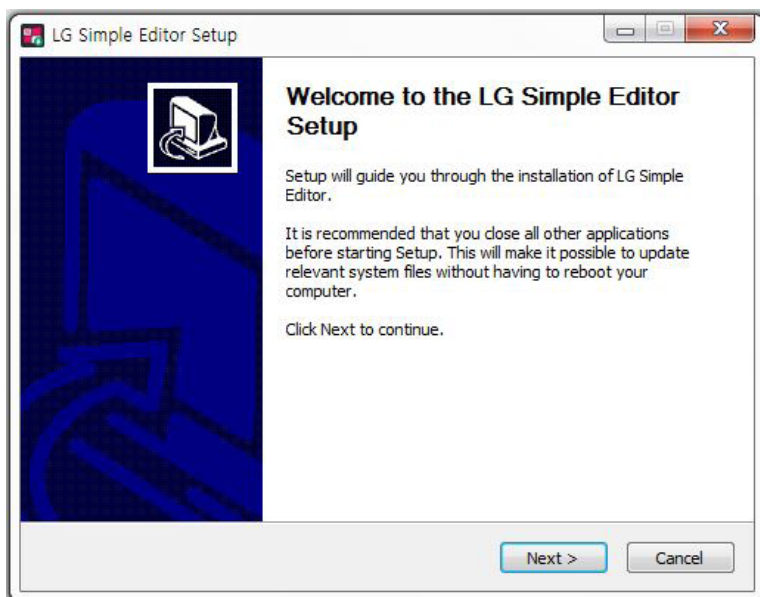 LG Simple Editor Setup
Welcome to the LG Simple Editor
Setup
Setup will guide you through the installation of LG Simple
Editor.
It is recommended that you close all other applications
before starting Setup. This will make it possible to update
relevant system files without having to reboot your
computer.
Click Next to continue.
Next >
Cancel